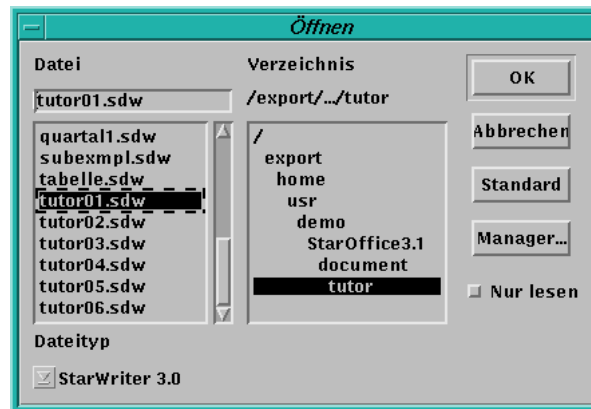 Öffnen
Datei
tutor01.sdw
quartal1.sdw
subexmpl.sdw
tabelle.sdw
tutor01.sdw
tutor02.sdw
tutor03.sdw
tutor04.sdw
tutor05.sdw
tutor06.sdw
Dateityp
StarWriter 3.0
Verzeichnis
/export/.../tutor
/
export
home
usr
demo
StarOffice3.1
document
tutor
OK
Abbrechen
Standard
Manager...
Nur lesen